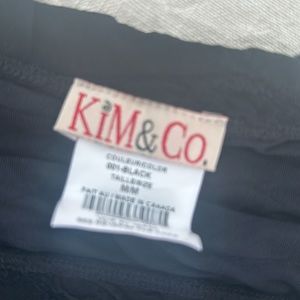 KiM&Co.
COULEUR/COLOR
001-BLACK
TAILLE/SIZE
M/M
FAIT AU / MADE IN CANADA